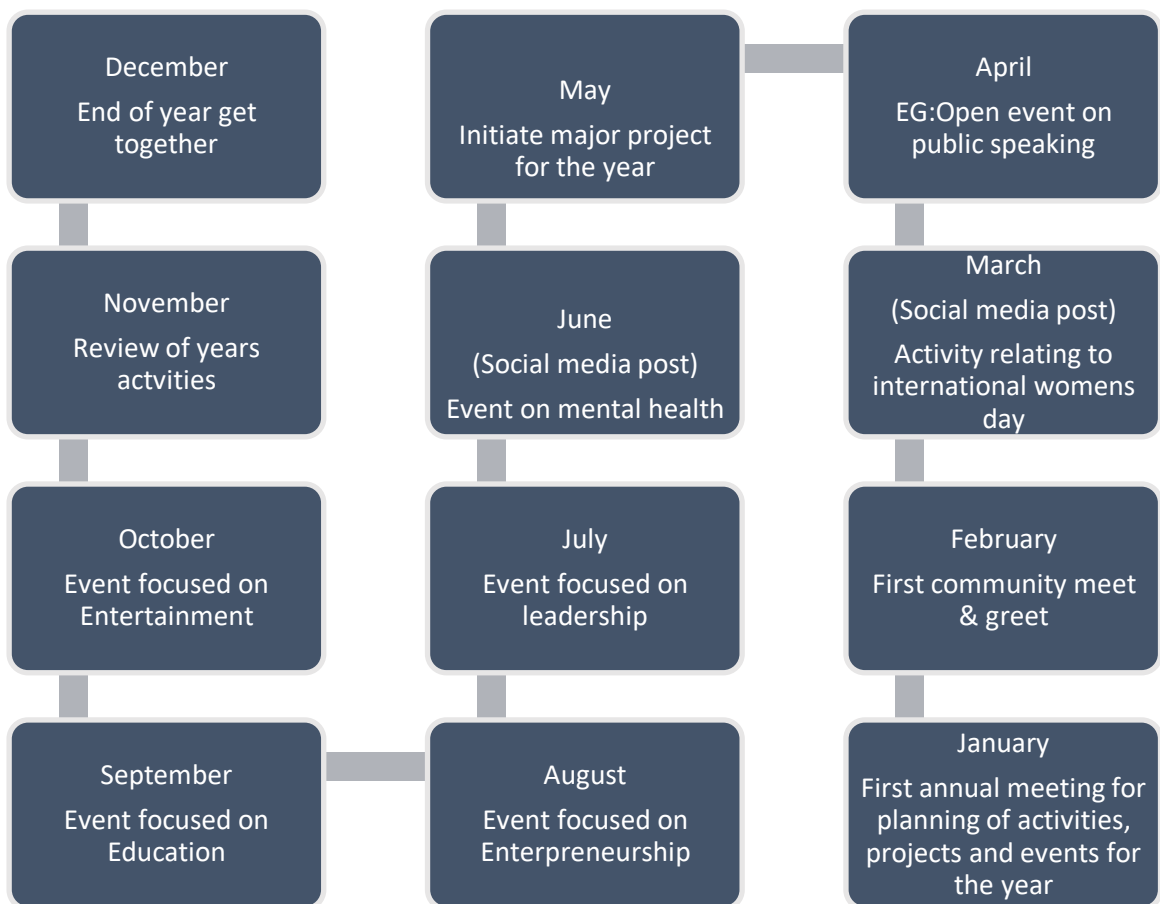 December
End of year get
together
May
Initiate major project
for the year
April
EG:Open event on
public speaking
November
Review of years
actvities
June
(Social media post)
Event on mental health
March
(Social media post)
Activity relating to
international womens
day
October
Event focused on
Entertainment
July
Event focused on
leadership
February
First community meet
& greet
September
Event focused on
Education
August
Event focused on
Enterpreneurship
January
First annual meeting for
planning of activities,
projects and events for
the year